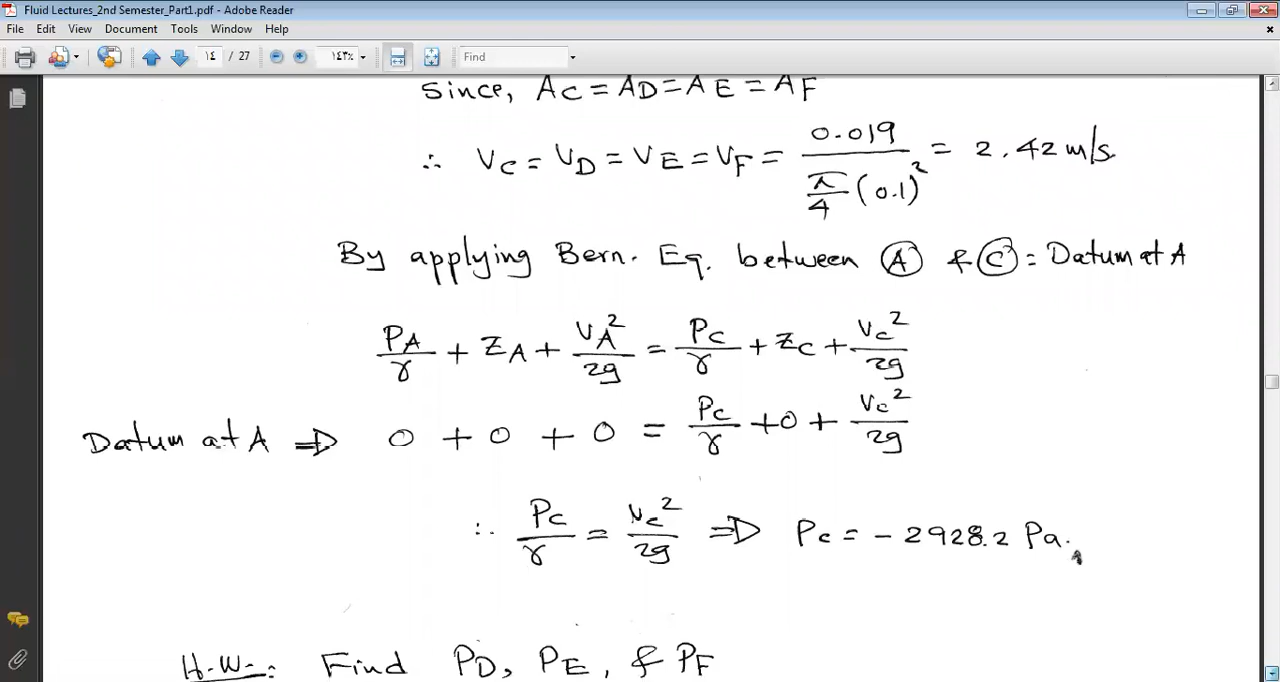 Fluid Lectures_2nd Semester_Part1.pdf - Adobe Reader
File Edit View Document Tools Window Help
١٤ / 27 ١٤٣% Find
Since, AC = AD = AE = AF
∴ VC = VD = VE = VF = 0.019 / (π/4 (0.1)²) = 2.42 m/s.
By applying Bern. Eq. between Ⓐ & Ⓒ = Datum at A
PA/γ + ZA + VA²/2g = PC/γ + ZC + VC²/2g
Datum at A ⇒ 0 + 0 + 0 = PC/γ + 0 + VC²/2g
∴ PC/γ = VC²/2g ⇒ PC = - 2928.2 Pa.
H.W.: Find PD, PE, & PF